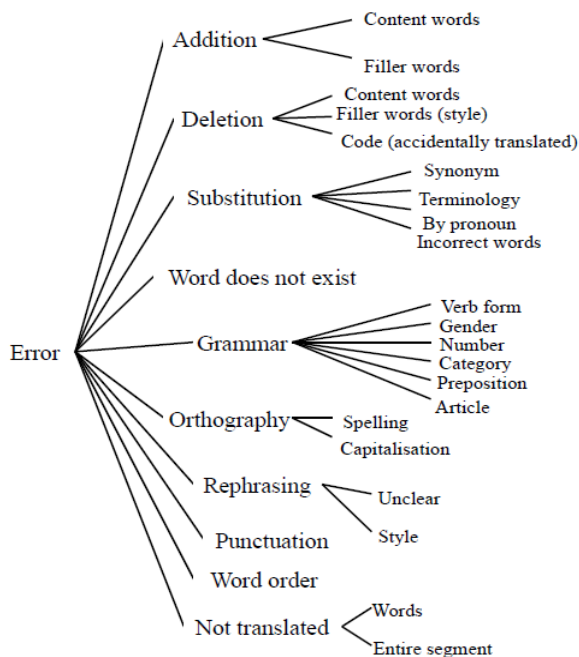 Error
Addition
Content words
Filler words
Deletion
Content words
Filler words (style)
Code (accidentally translated)
Substitution
Synonym
Terminology
By pronoun
Incorrect words
Word does not exist
Grammar
Verb form
Gender
Number
Category
Preposition
Article
Orthography
Spelling
Capitalisation
Rephrasing
Unclear
Style
Punctuation
Word order
Not translated
Words
Entire segment